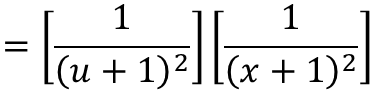 = [1/(u + 1)²] [1/(x + 1)²]